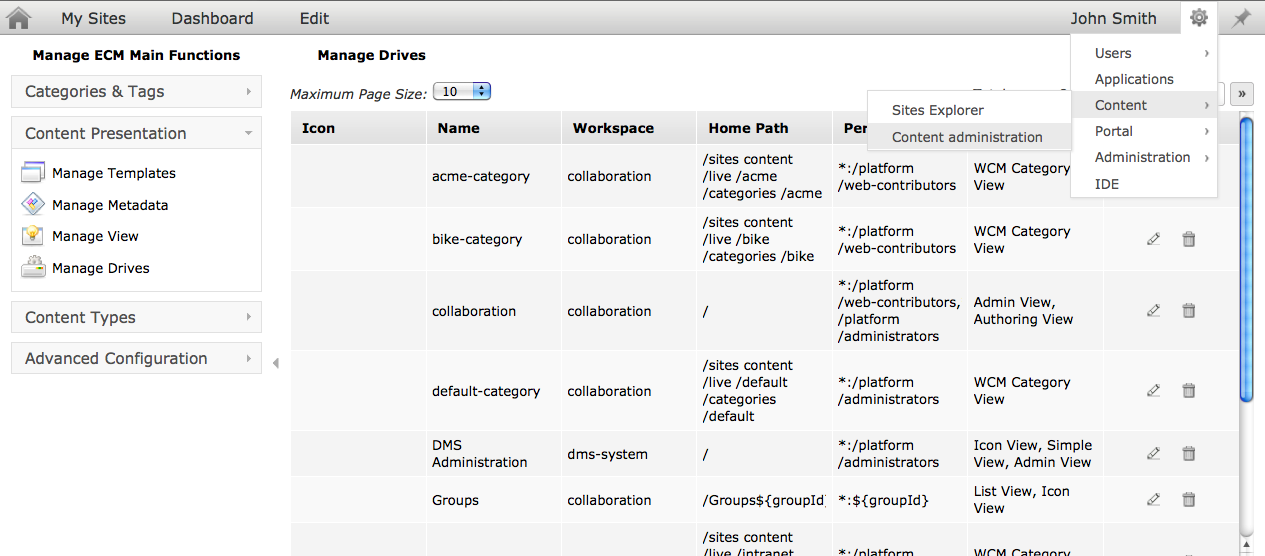 My Sites Dashboard Edit John Smith
Manage ECM Main Functions
Categories & Tags
Content Presentation
Manage Templates
Manage Metadata
Manage View
Manage Drives
Content Types
Advanced Configuration
Manage Drives
Maximum Page Size: 10
»
Users
Applications
Content
Portal
Administration
IDE
Sites Explorer
Content administration
Icon Name Workspace Home Path
acme-category
collaboration
/sites content
/live /acme
/categories /acme
*:/platform
/web-contributors
WCM Category
View
bike-category
collaboration
/sites content
/live /bike
/categories /bike
*:/platform
/web-contributors
WCM Category
View
collaboration
collaboration
/
*:/platform
/web-contributors,
/platform
/administrators
Admin View,
Authoring View
default-category
collaboration
/sites content
/live /default
/categories
/default
*:/platform
/administrators
WCM Category
View
DMS
Administration
dms-system
/
*:/platform
/administrators
Icon View, Simple
View, Admin View
Groups
collaboration
/Groups${groupId}
*:${groupId}
List View, Icon
View
/sites content
/live /intranet
*:/platform
WCM Category